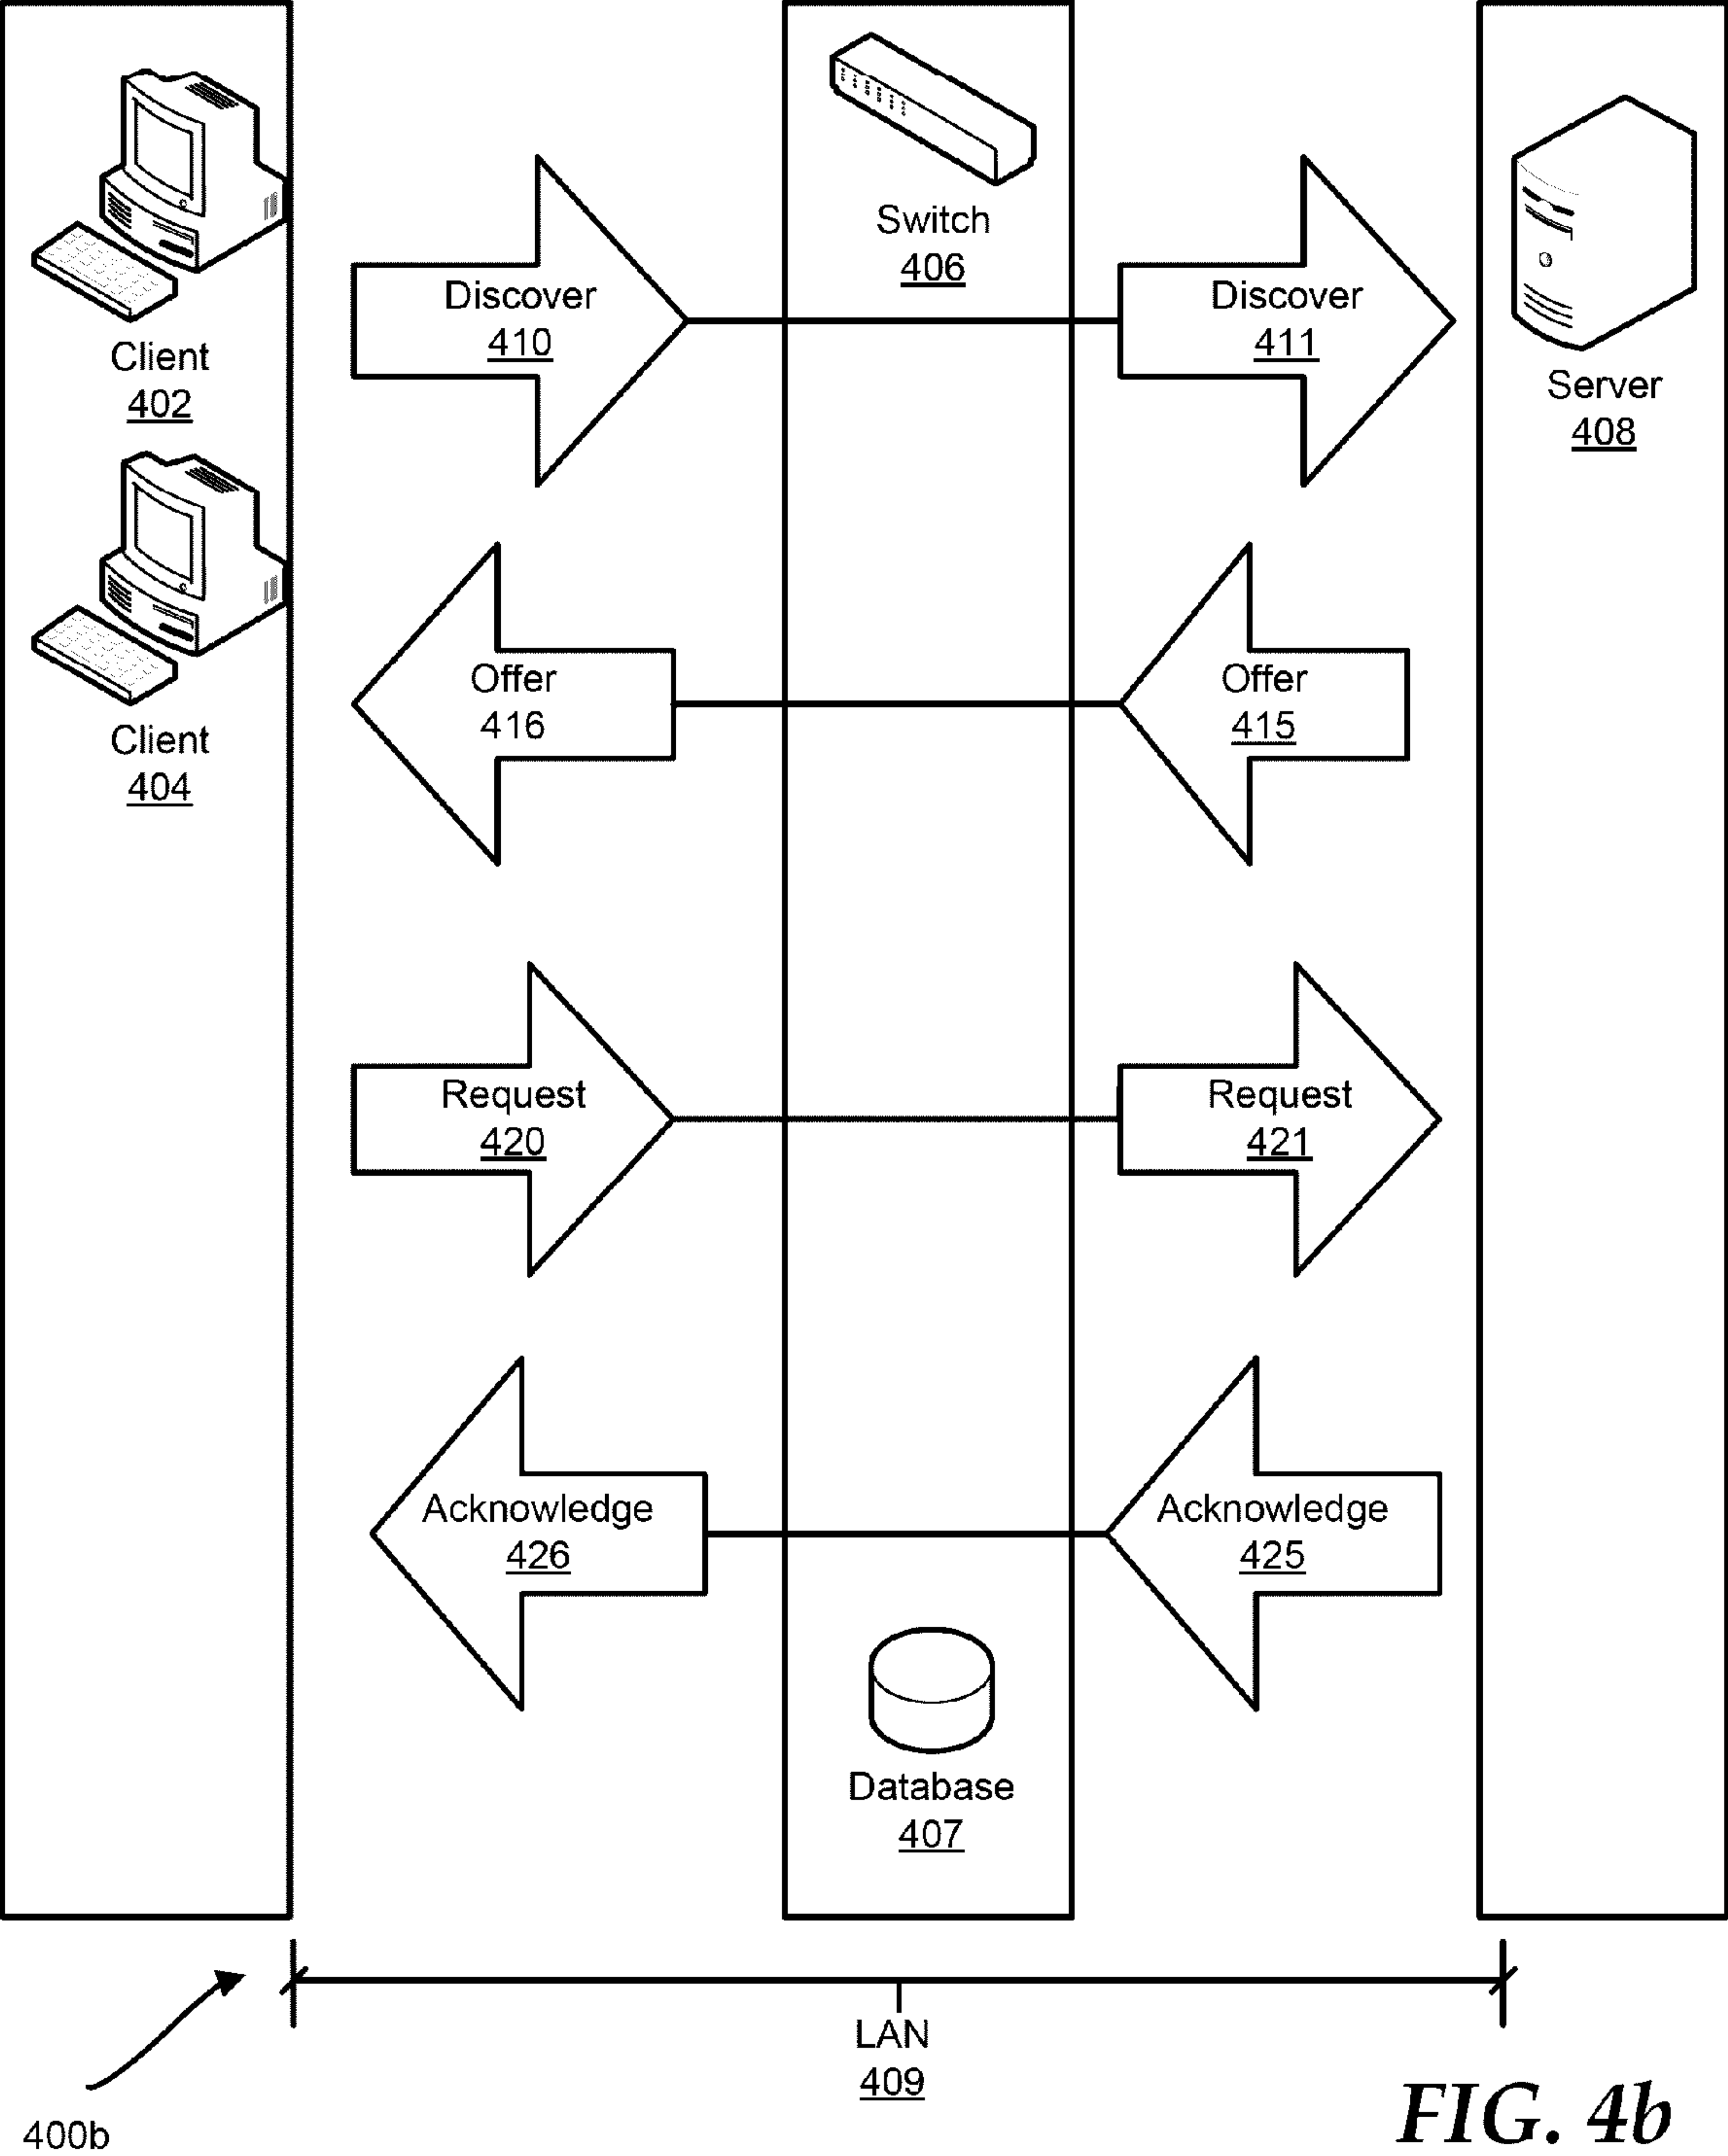 Client
402
Client
404
Switch
406
Server
408
Discover
410
Discover
411
Offer
416
Offer
415
Request
420
Request
421
Acknowledge
426
Acknowledge
425
Database
407
LAN
409
400b
FIG. 4b